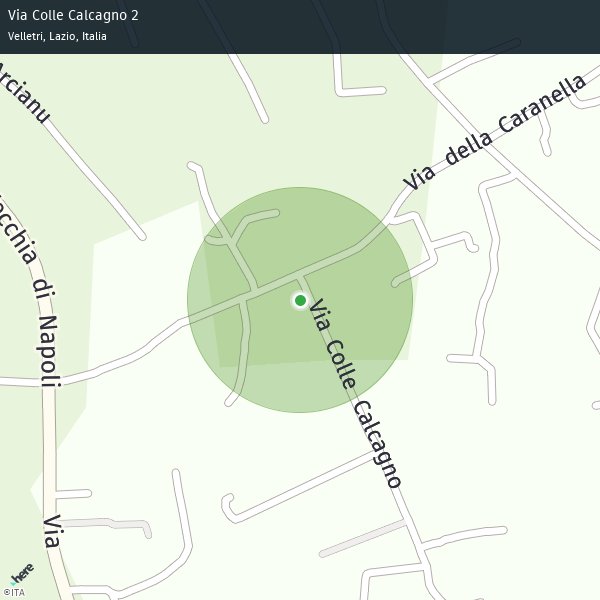 Via Colle Calcagno 2
Velletri, Lazio, Italia
Arcianu
Via della Caranella
Vecchia di Napoli
Via Colle Calcagno
Via
here
©ITA